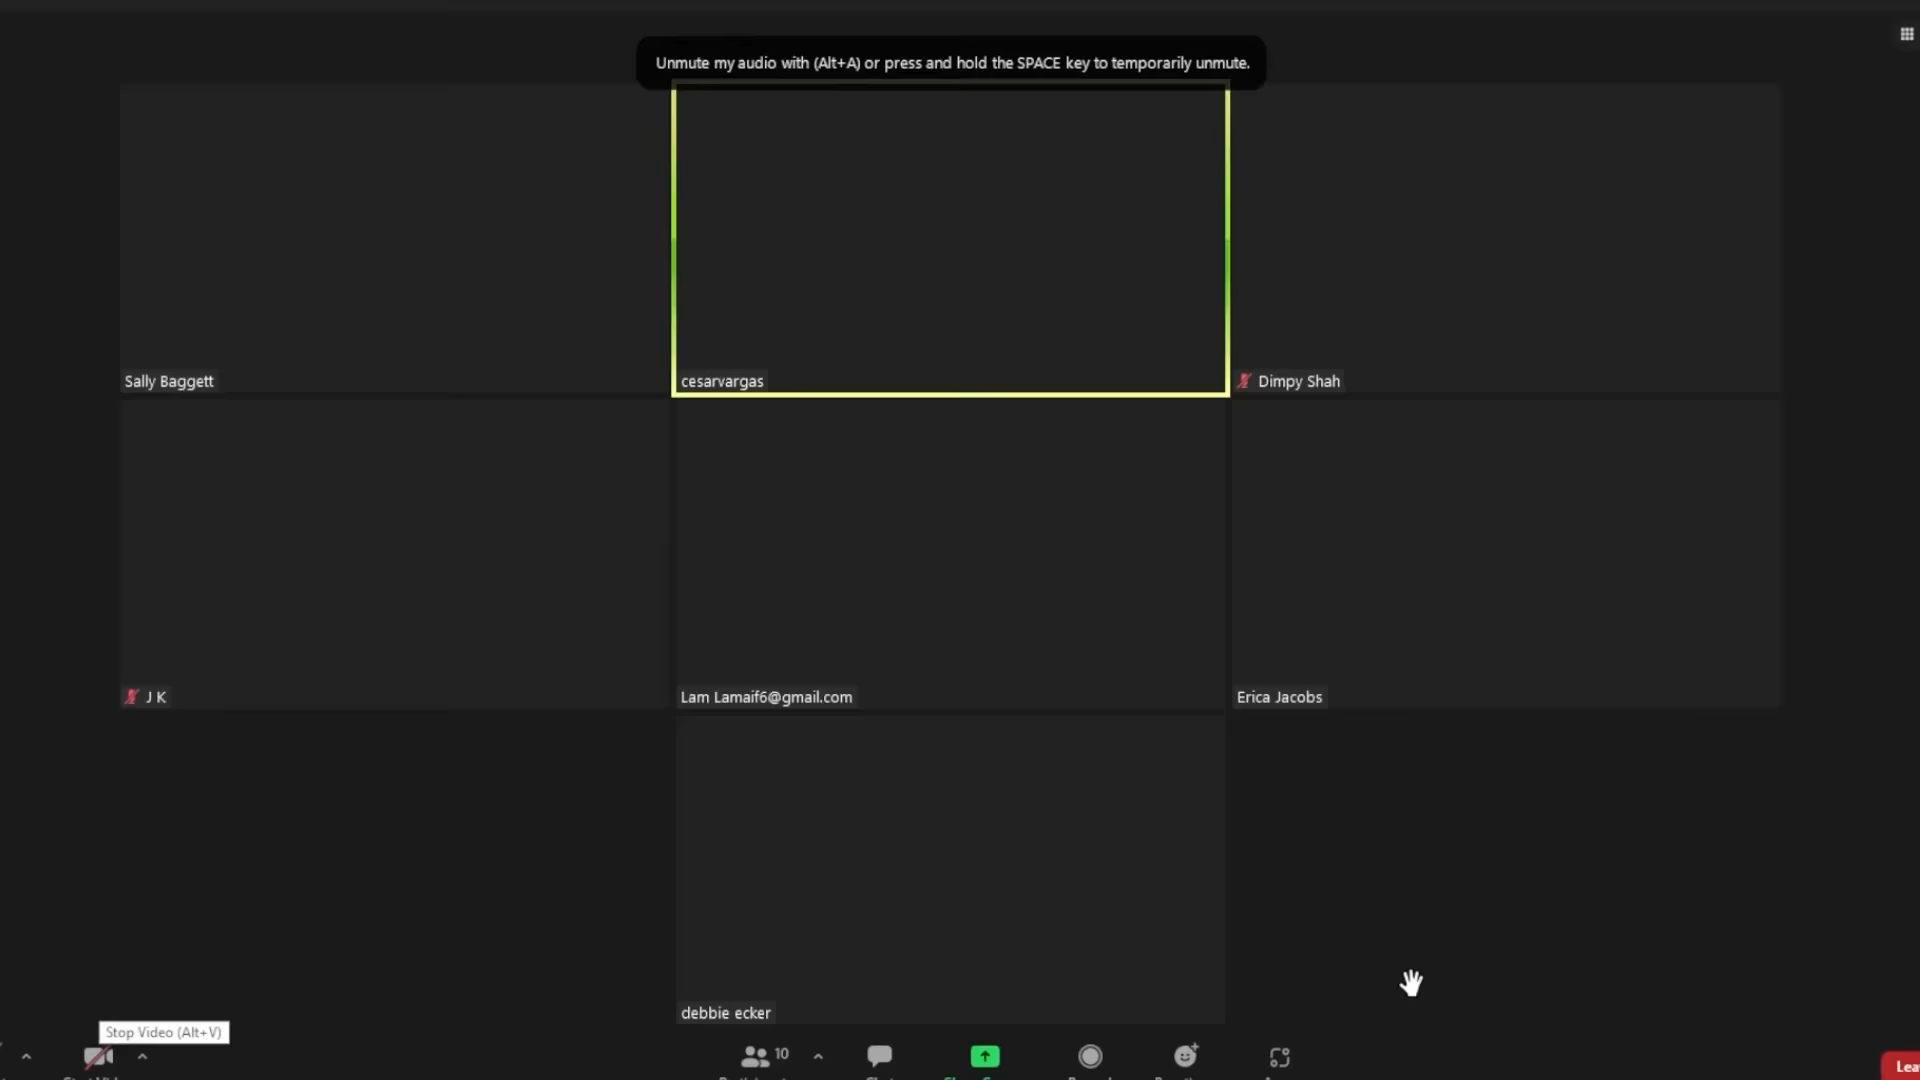 Unmute my audio with (Alt+A) or press and hold the SPACE key to temporarily unmute.
Sally Baggett
cesarvargas
Dimpy Shah
J K
Lam Lamaif6@gmail.com
Erica Jacobs
debbie ecker
Stop Video (Alt+V)
10